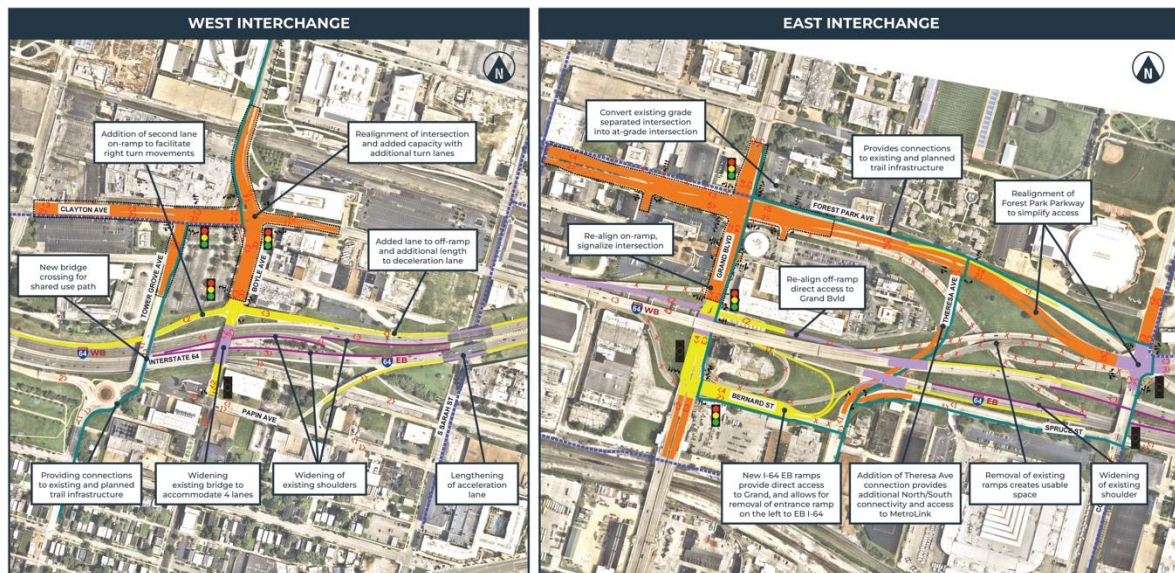 WEST INTERCHANGE
N
Addition of second lane
on-ramp to facilitate
right turn movements
Realignment of intersection
and added capacity with
additional turn lanes
CLAYTON AVE
TOWER GROVE AVE
BOYLE AVE
Added lane to off-ramp
and additional length
to deceleration lane
New bridge
crossing for
shared use path
64 WB
INTERSTATE 64
64 EB
PAPIN AVE
S SARAH ST
Providing connections
to existing and planned
trail infrastructure
Widening
existing bridge to
accommodate 4 lanes
Widening of
existing shoulders
Lengthening
of acceleration
lane
EAST INTERCHANGE
N
Convert existing grade
separated intersection
into at-grade intersection
Provides connections
to existing and planned
trail infrastructure
Realignment of
Forest Park Parkway
to simplify access
FOREST PARK AVE
Re-align on-ramp,
signalize intersection
GRAND BLVD
Re-align off-ramp
direct access to
Grand Bvld
THERESA AVE
64 WB
64 EB
BERNARD ST
SPRUCE ST
New I-64 EB ramps
provide direct access
to Grand, and allows for
removal of entrance ramp
on the left to EB I-64
Addition of Theresa Ave
connection provides
additional North/South
connectivity and access
to MetroLink
Removal of existing
ramps creates usable
space
Widening
of existing
shoulder